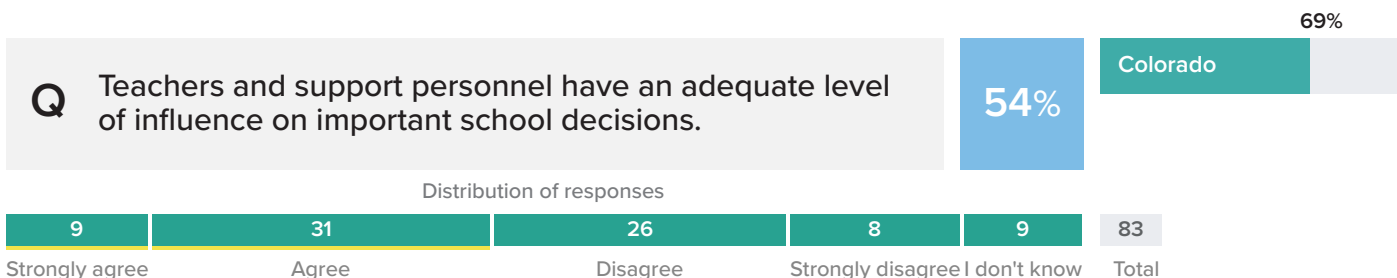 69%
Q Teachers and support personnel have an adequate level
of influence on important school decisions.
54%
Colorado
Distribution of responses
9 31 26 8 9 83
Strongly agree Agree Disagree Strongly disagree I don't know Total